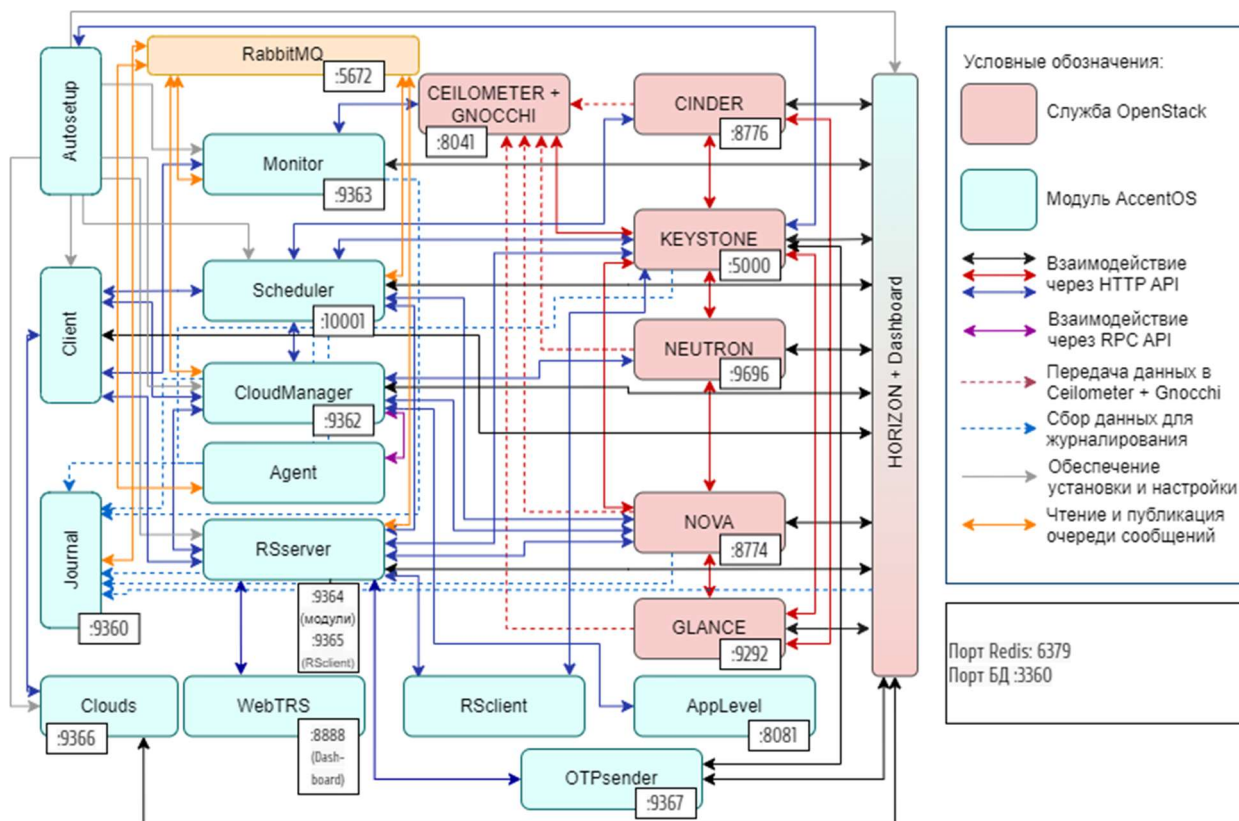 RabbitMQ
:5672
Autosetup
CEILOMETER +
GNOCCHI
:8041
CINDER
:8776
Monitor
:9363
KEYSTONE
:5000
Scheduler
:10001
Client
NEUTRON
:9696
CloudManager
:9362
Agent
HORIZON + Dashboard
Journal
:9360
RSserver
:9364
(модули)
:9365
(RSclient)
NOVA
:8774
GLANCE
:9292
Clouds
:9366
WebTRS
:8888
(Dash-
board)
RSclient
AppLevel
:8081
OTPsender
:9367
Условные обозначения:
Служба OpenStack
Модуль AccentOS
Взаимодействие
через HTTP API
Взаимодействие
через RPC API
Передача данных в
Ceilometer + Gnocchi
Сбор данных для
журналирования
Обеспечение
установки и настройки
Чтение и публикация
очереди сообщений
Порт Redis: 6379
Порт БД :3360